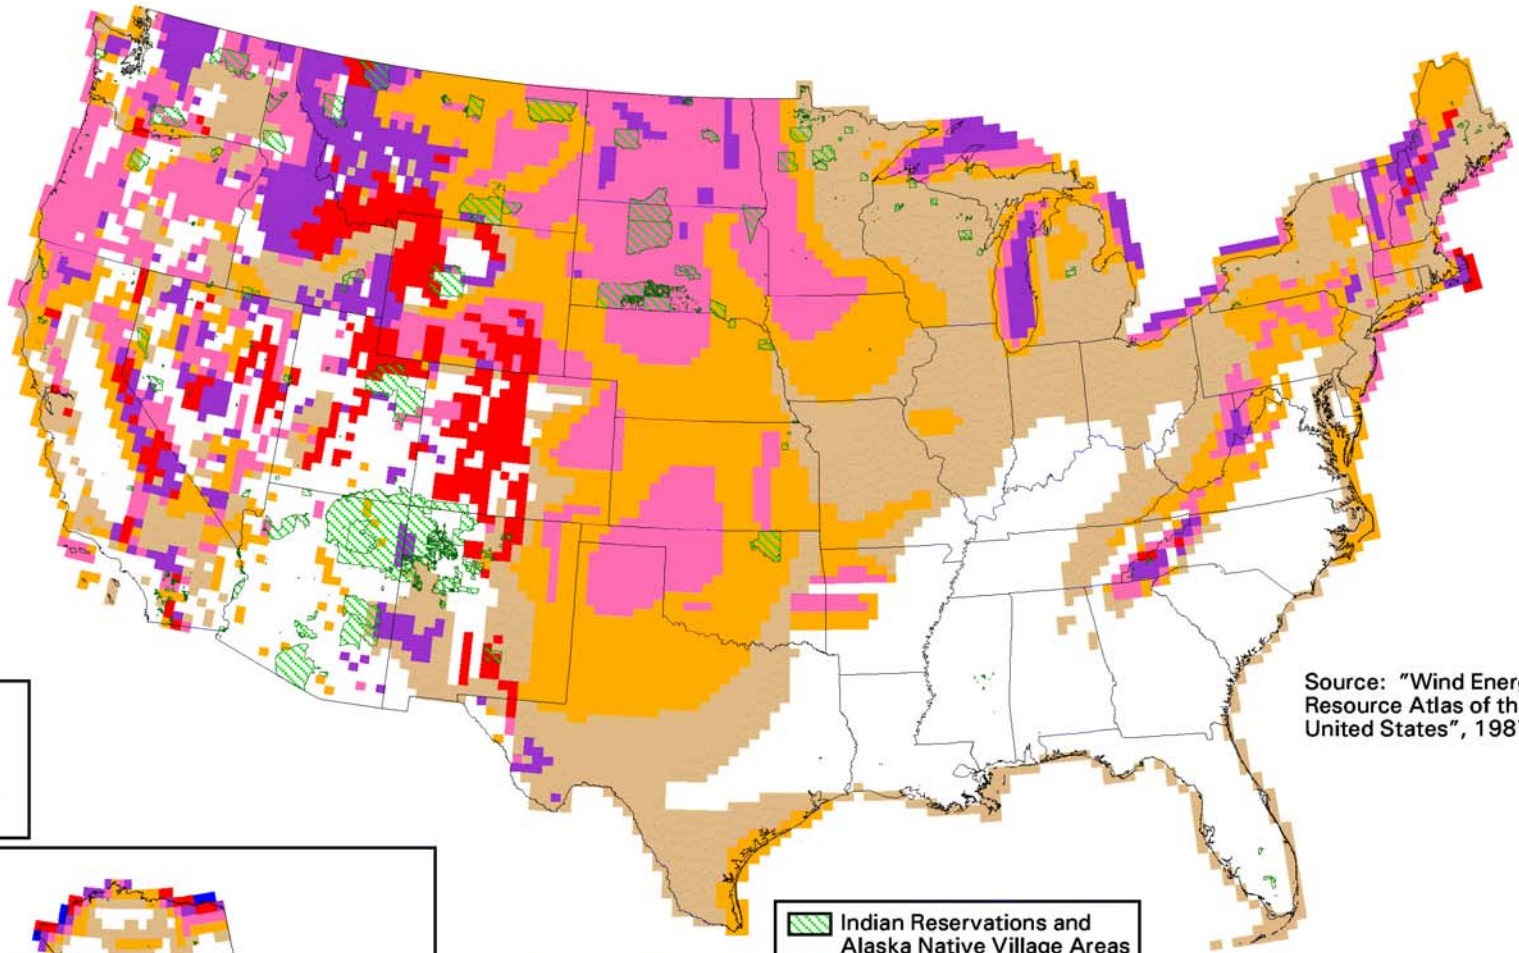 Source: "Wind Energ
Resource Atlas of th
United States", 198
Indian Reservations and
Alaska Native Village Areas